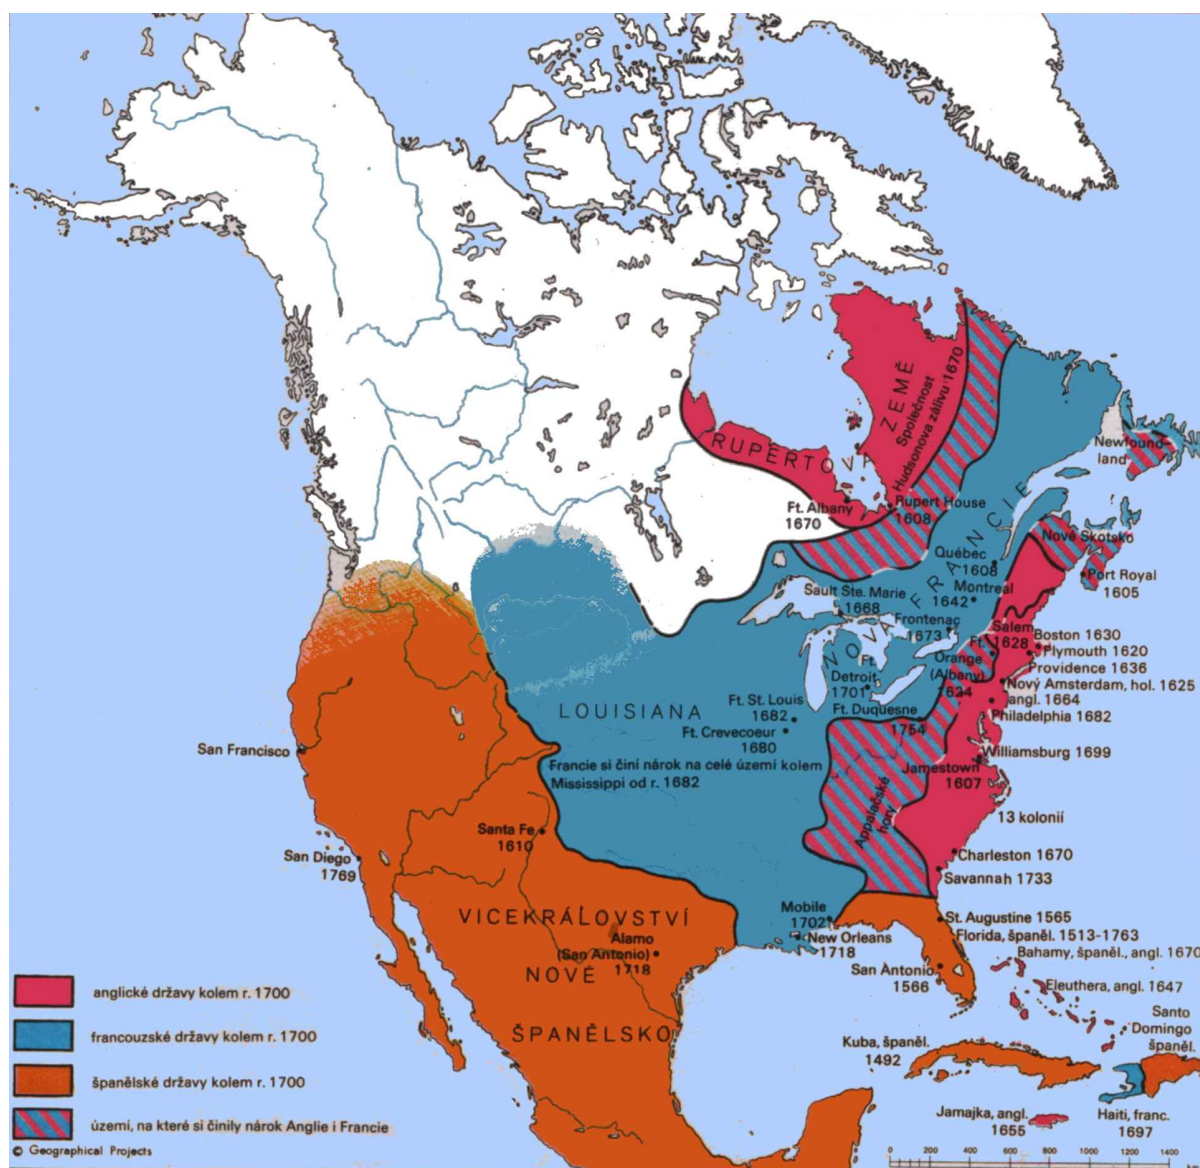 ZEMĚ
Společnost
Hudsonova zálivu 1670
RUPERTOVA
Newfound-
land
Ft. Albany
1670
Rupert House
1608
NOVÁ FRANCIE
Nové Skotsko
Québec
1608
Port Royal
1605
Sault Ste. Marie
1668
Montreal
1642
Frontenac
1673
Salem
1628
Boston 1630
Plymouth 1620
Providence 1636
Ft.
Orange
(Albany)
1624
Ft.
Detroit
1701
Nový Amsterdam, hol. 1625
angl. 1664
Philadelphia 1682
Ft. St. Louis
1682
Ft. Duquesne
1754
Ft. Crevecoeur
1680
LOUISIANA
Williamsburg 1699
San Francisco
Francie si činí nárok na celé území kolem
Mississippi od r. 1682
Jamestown
1607
Appalačské
hory
13 kolonií
Santa Fe
1610
San Diego
1769
Charleston 1670
Savannah 1733
VICEKRÁLOVSTVÍ
Mobile
1702
St. Augustine 1565
Florida, španěl. 1513-1763
Alamo
(San Antonio)
1718
New Orleans
1718
Bahamy, španěl., angl. 1670
NOVÉ
San Antonio
1566
Eleuthera, angl. 1647
anglické državy kolem r. 1700
Santo
Domingo
španěl.
francouzské državy kolem r. 1700
ŠPANĚLSKO
Kuba, španěl.
1492
španělské državy kolem r. 1700
území, na které si činily nárok Anglie i Francie
Jamajka, angl.
1655
Haiti, franc.
1697
© Geographical Projects
0 200 400 600 800 1000 1200 1400